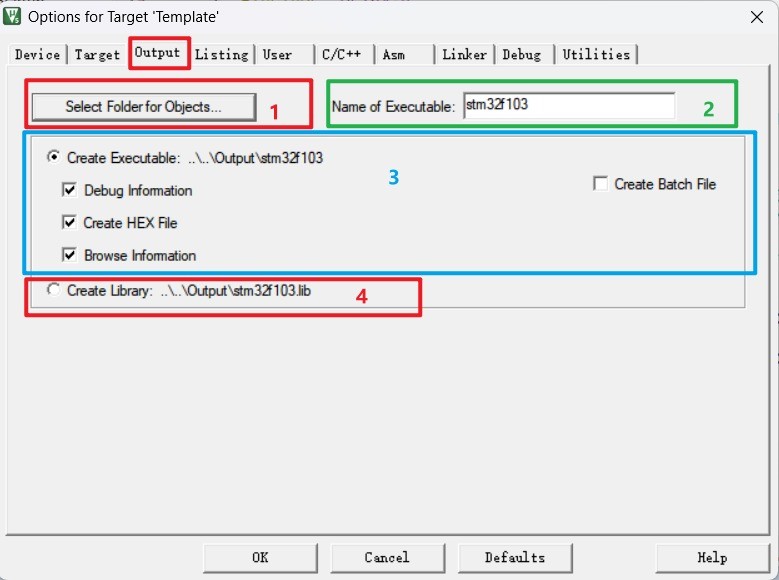 Options for Target 'Template'
Device Target Output Listing User C/C++ Asm Linker Debug Utilities
Select Folder for Objects... 1 Name of Executable: stm32f103 2
Create Executable: ..\..\Output\stm32f103
3
Debug Information Create Batch File
Create HEX File
Browse Information
Create Library: ..\..\Output\stm32f103.lib 4
OK Cancel Defaults Help